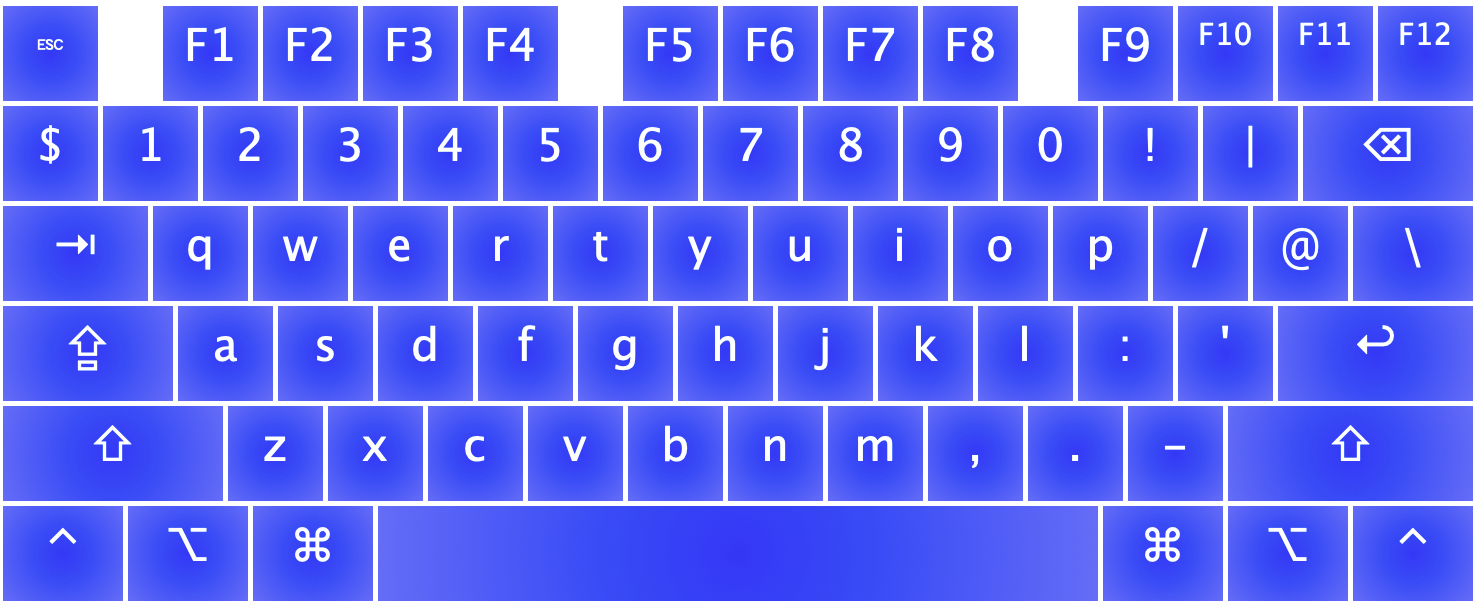 ESC F1 F2 F3 F4 F5 F6 F7 F8 F9 F10 F11 F12
$ 1 2 3 4 5 6 7 8 9 0 ! | ⌫
⇥ q w e r t y u i o p / @ \
⇪ a s d f g h j k l : ' ↩
⇧ z x c v b n m , . – ⇧
⌃ ⌥ ⌘ ⌘ ⌥ ⌃